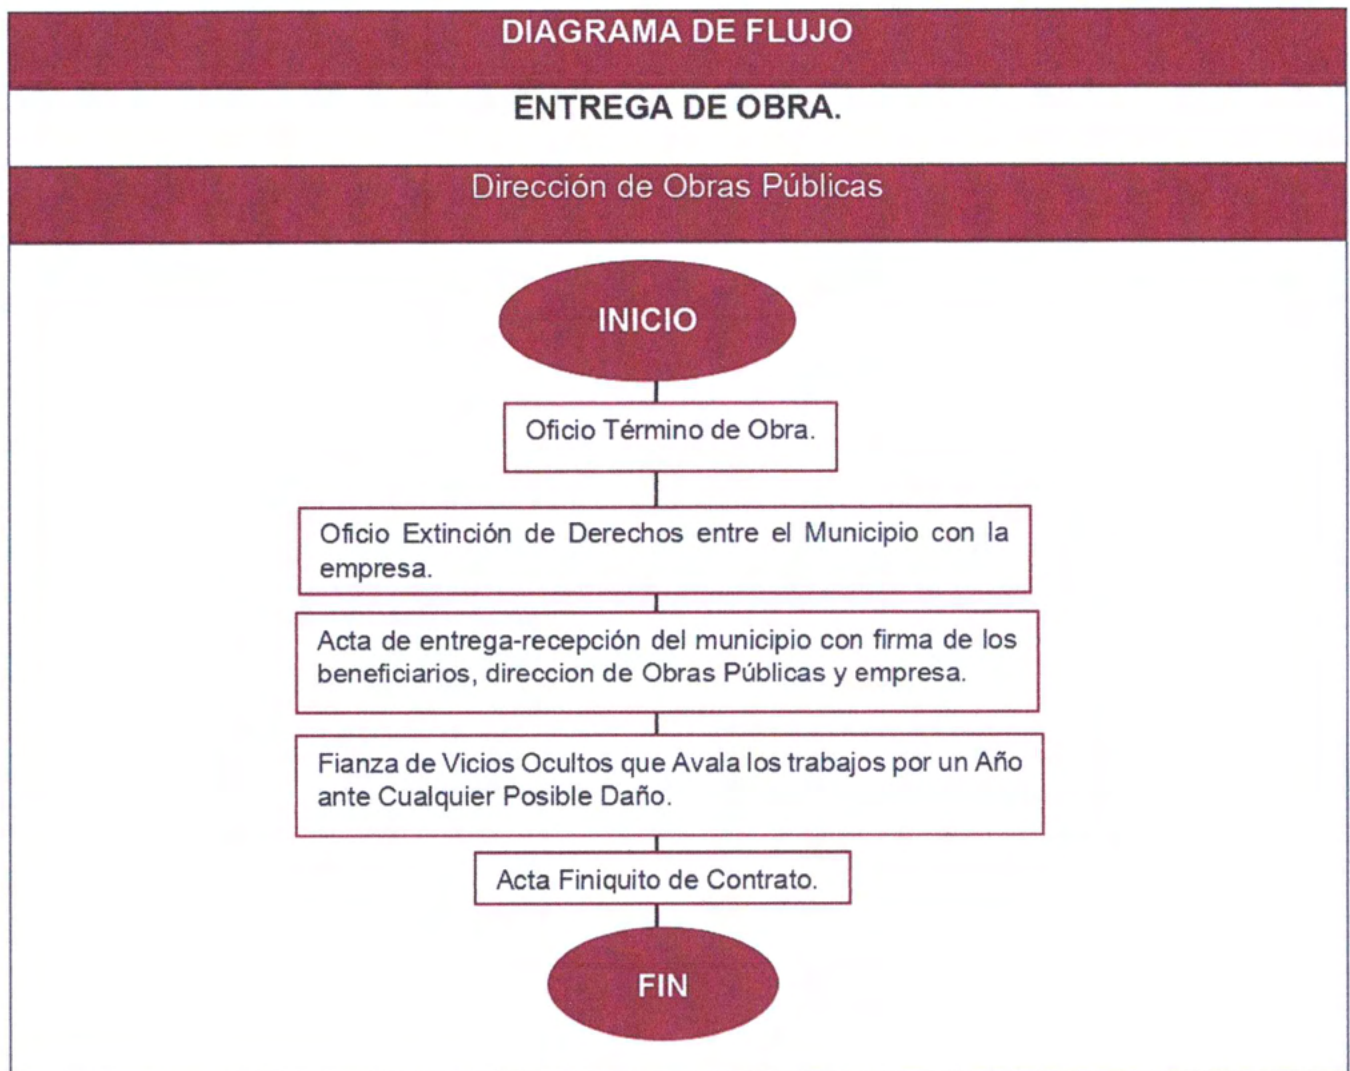 DIAGRAMA DE FLUJO
ENTREGA DE OBRA.
Dirección de Obras Públicas
INICIO
Oficio Término de Obra.
Oficio Extinción de Derechos entre el Municipio con la
empresa.
Acta de entrega-recepción del municipio con firma de los
beneficiarios, direccion de Obras Públicas y empresa.
Fianza de Vicios Ocultos que Avala los trabajos por un Año
ante Cualquier Posible Daño.
Acta Finiquito de Contrato.
FIN